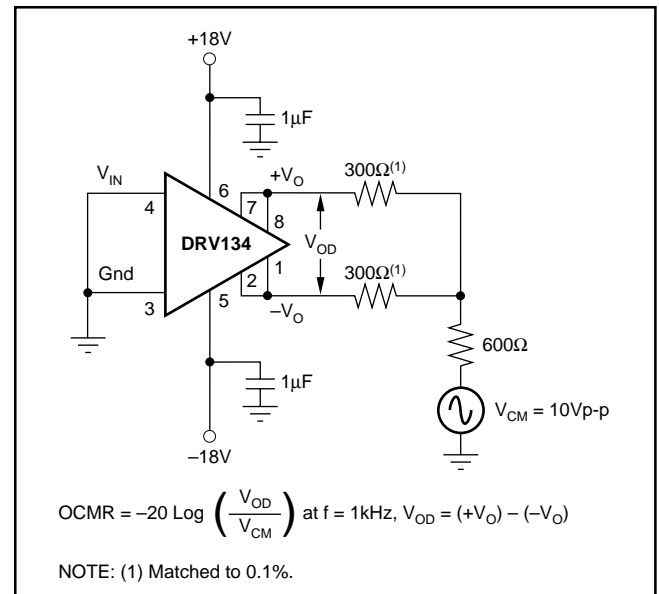 +18V
1μF
V_IN
4
6
+V_O
7
8
300Ω(1)
DRV134
V_OD
Gnd
3
5
2
1
300Ω(1)
–V_O
600Ω
1μF
V_CM = 10Vp-p
–18V
OCMR = –20 Log (V_OD / V_CM) at f = 1kHz, V_OD = (+V_O) – (–V_O)
NOTE: (1) Matched to 0.1%.